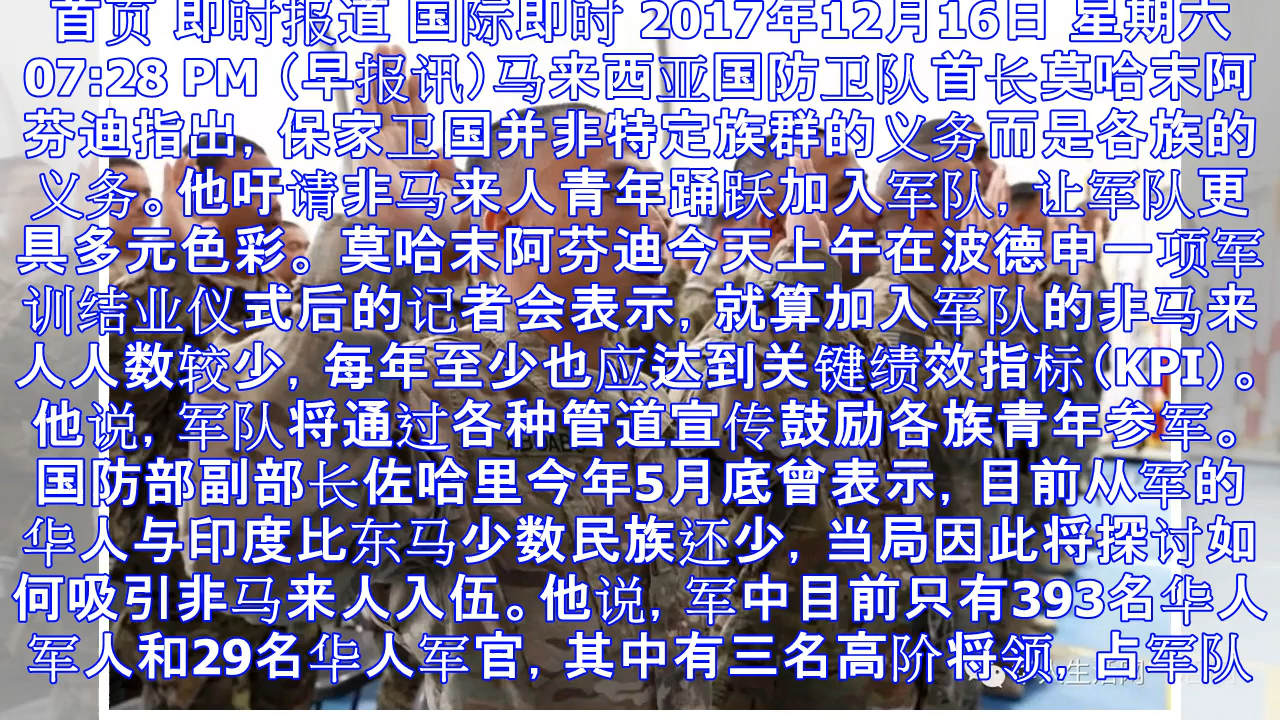 首页 即时报道 国际即时 2017年12月16日 星期六
07:28 PM (早报讯)马来西亚国防卫队首长莫哈末阿
芬迪指出, 保家卫国并非特定族群的义务而是各族的
义务。他吁请非马来人青年踊跃加入军队, 让军队更
具多元色彩。莫哈末阿芬迪今天上午在波德申一项军
训结业仪式后的记者会表示, 就算加入军队的非马来
人人数较少, 每年至少也应达到关键绩效指标(KPI)。
他说, 军队将通过各种管道宣传鼓励各族青年参军。
国防部副部长佐哈里今年5月底曾表示, 目前从军的
华人与印度比东马少数民族还少, 当局因此将探讨如
何吸引非马来人入伍。他说, 军中目前只有393名华人
军人和29名华人军官, 其中有三名高阶将领, 占军队